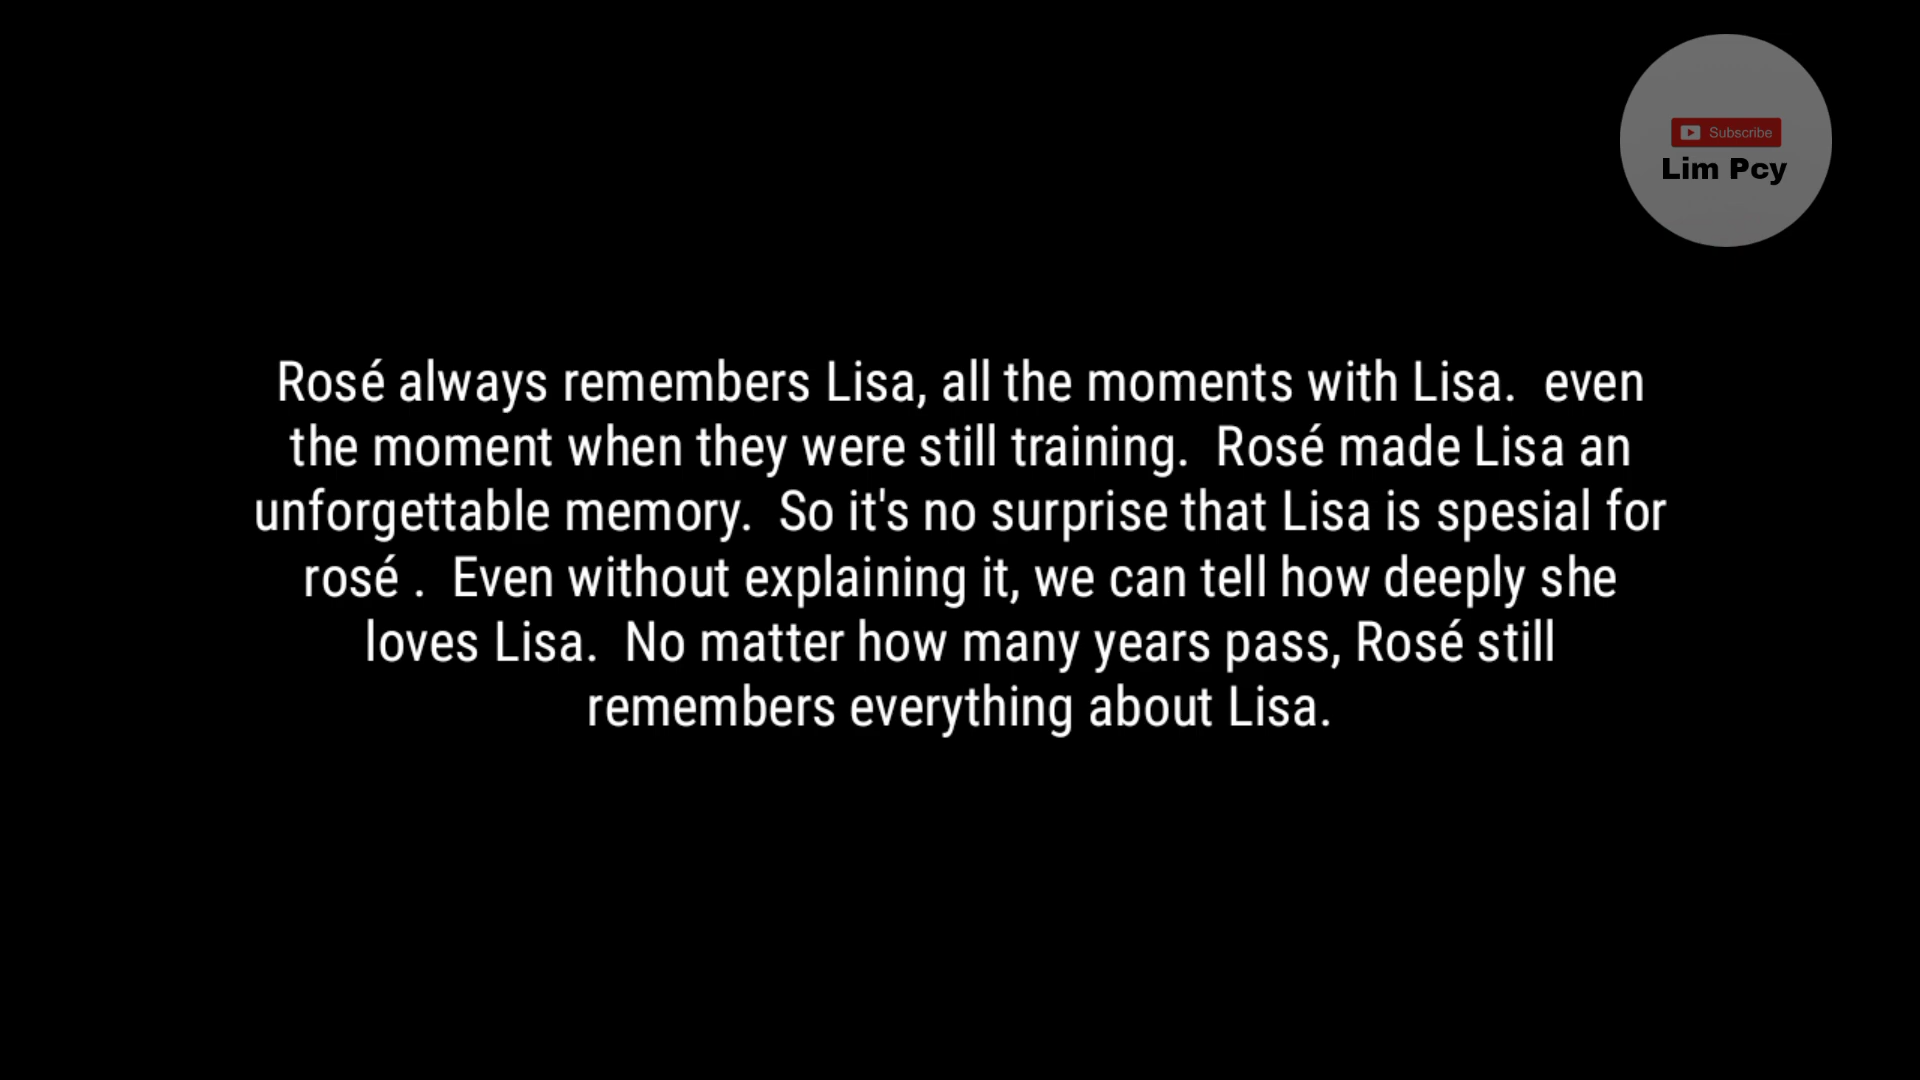 Subscribe
Lim Pcy
Rosé always remembers Lisa, all the moments with Lisa.  even
the moment when they were still training.  Rosé made Lisa an
unforgettable memory.  So it's no surprise that Lisa is spesial for
rosé .  Even without explaining it, we can tell how deeply she
loves Lisa.  No matter how many years pass, Rosé still
remembers everything about Lisa.